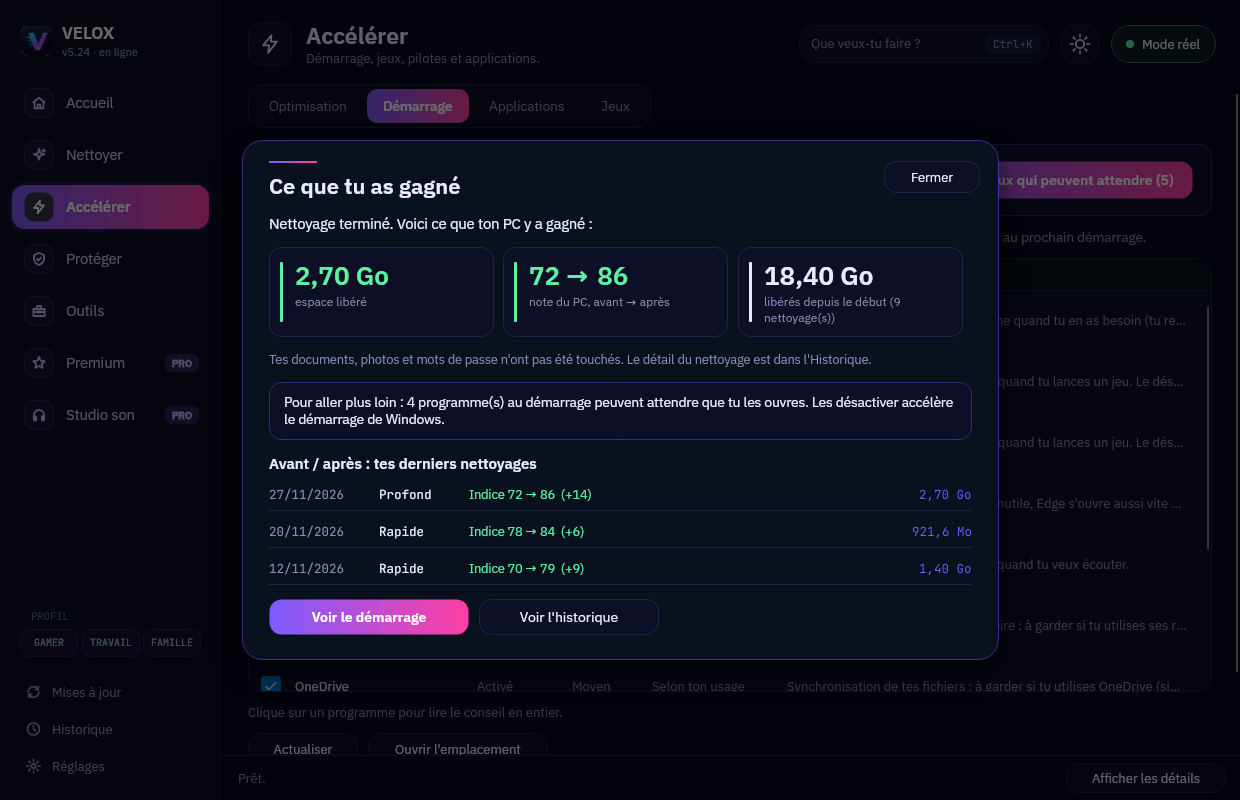 VELOX
v5.24 · en ligne
Accueil
Nettoyer
Accélérer
Protéger
Outils
Premium PRO
Studio son PRO
PROFIL
GAMER TRAVAIL FAMILLE
Mises à jour
Historique
Réglages
Accélérer
Démarrage, jeux, pilotes et applications.
Que veux-tu faire ? Ctrl+K
Mode réel
Optimisation Démarrage Applications Jeux
ux qui peuvent attendre (5)
au prochain démarrage.
Ce que tu as gagné
Fermer
Nettoyage terminé. Voici ce que ton PC y a gagné :
2,70 Go
espace libéré
72 → 86
note du PC, avant → après
18,40 Go
libérés depuis le début (9
nettoyage(s))
Tes documents, photos et mots de passe n'ont pas été touchés. Le détail du nettoyage est dans l'Historique.
Pour aller plus loin : 4 programme(s) au démarrage peuvent attendre que tu les ouvres. Les désactiver accélère
le démarrage de Windows.
Avant / après : tes derniers nettoyages
27/11/2026 Profond Indice 72 → 86 (+14) 2,70 Go
20/11/2026 Rapide Indice 78 → 84 (+6) 921,6 Mo
12/11/2026 Rapide Indice 70 → 79 (+9) 1,40 Go
Voir le démarrage Voir l'historique
ne quand tu en as besoin (tu re...
quand tu lances un jeu. Le dés...
quand tu lances un jeu. Le dés...
nutile, Edge s'ouvre aussi vite ...
quand tu veux écouter.
ire : à garder si tu utilises ses r...
OneDrive Activé Moyen Selon ton usage Synchronisation de tes fichiers : à garder si tu utilises OneDrive (si...
Clique sur un programme pour lire le conseil en entier.
Actualiser Ouvrir l'emplacement
Prêt.
Afficher les détails